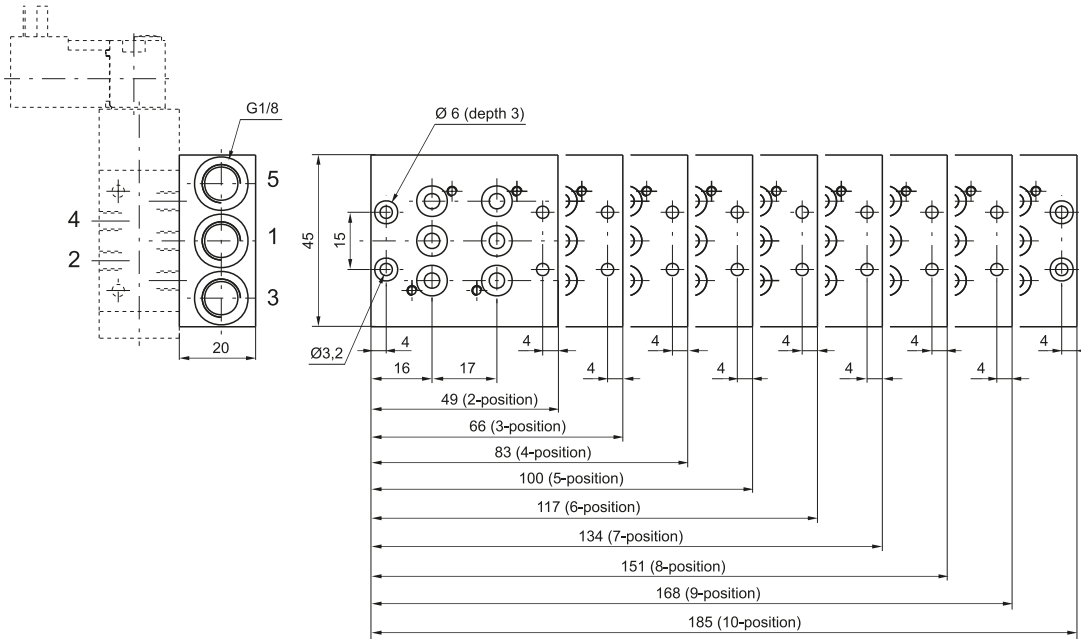 G1/8
Ø 6 (depth 3)
5
4
1
2
3
45
15
20
Ø3,2
4
4
4
4
4
4
4
4
4
4
16
17
49 (2-position)
66 (3-position)
83 (4-position)
100 (5-position)
117 (6-position)
134 (7-position)
151 (8-position)
168 (9-position)
185 (10-position)